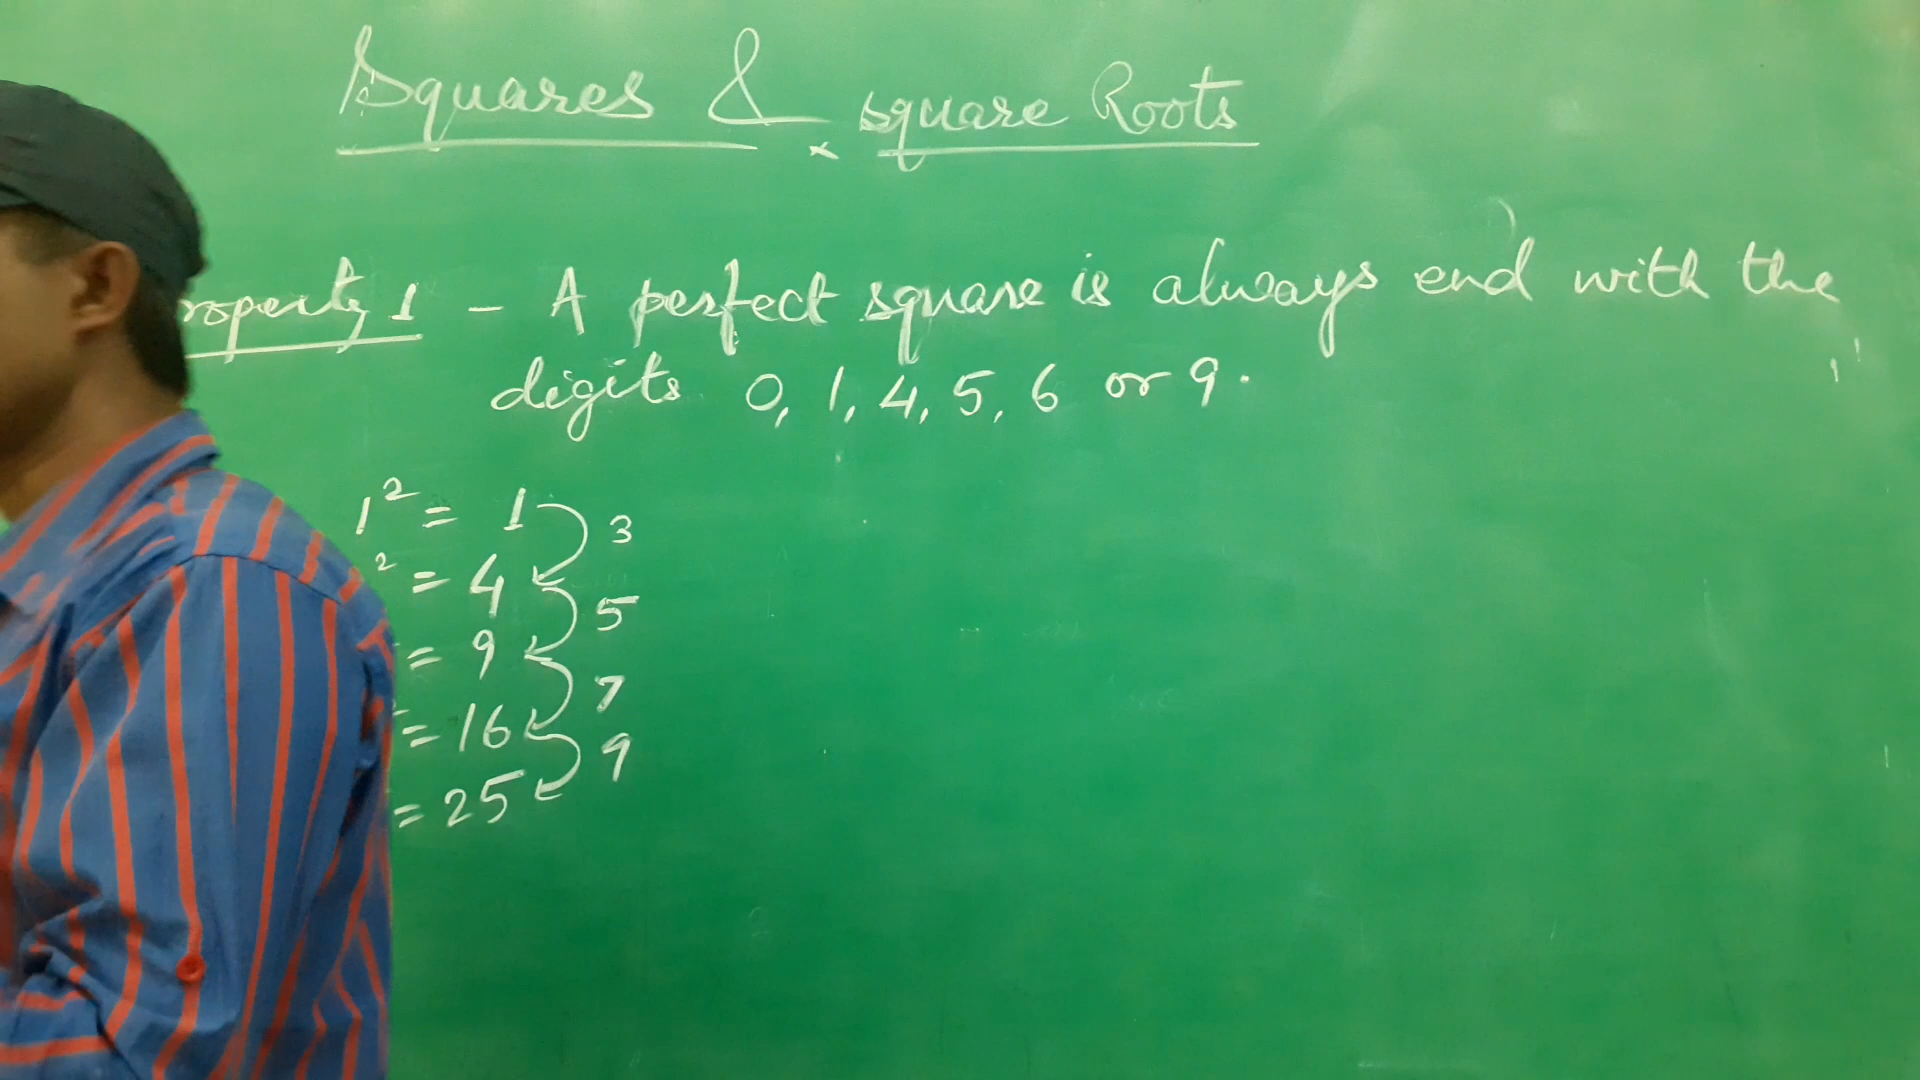 Squares & square Roots
roperty 1 - A perfect square is always end with the
digits 0, 1, 4, 5, 6 or 9.
1² = 1 3
² = 4 5
= 9 7
= 16 9
= 25